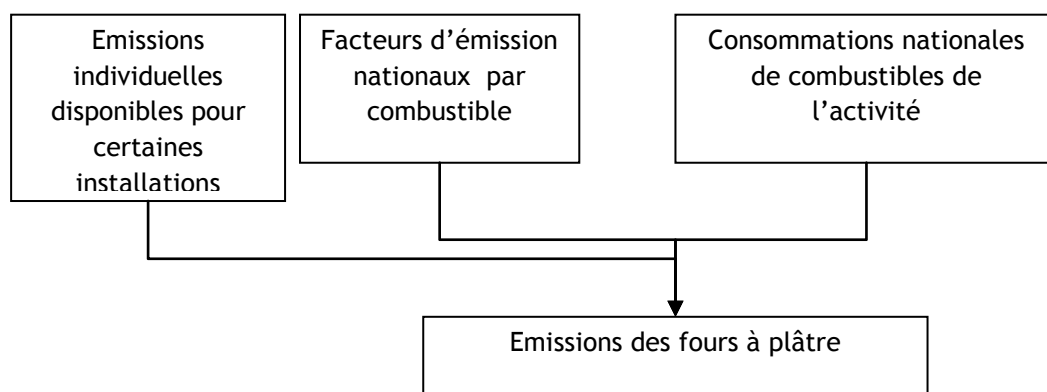 Emissions
individuelles
disponibles pour
certaines
installations
Facteurs d’émission
nationaux par
combustible
Consommations nationales
de combustibles de
l’activité
Emissions des fours à plâtre